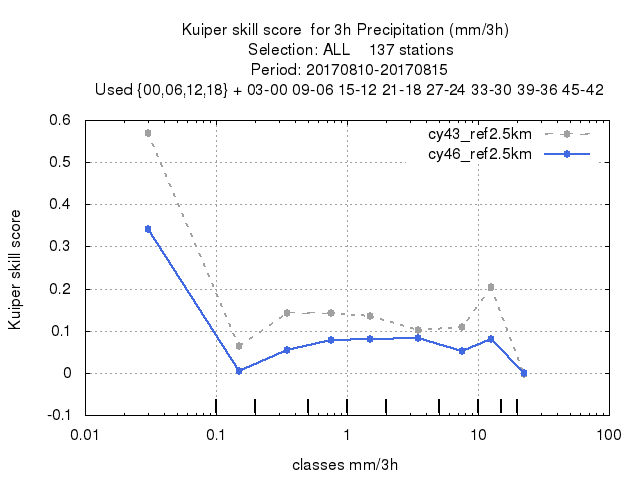 Kuiper skill score  for 3h Precipitation (mm/3h)
Selection: ALL    137 stations
Period: 20170810-20170815
Used {00,06,12,18} + 03-00 09-06 15-12 21-18 27-24 33-30 39-36 45-42
cy43_ref2.5km
cy46_ref2.5km
Kuiper skill score
0.6
0.5
0.4
0.3
0.2
0.1
0
-0.1
0.01
0.1
1
10
100
classes mm/3h